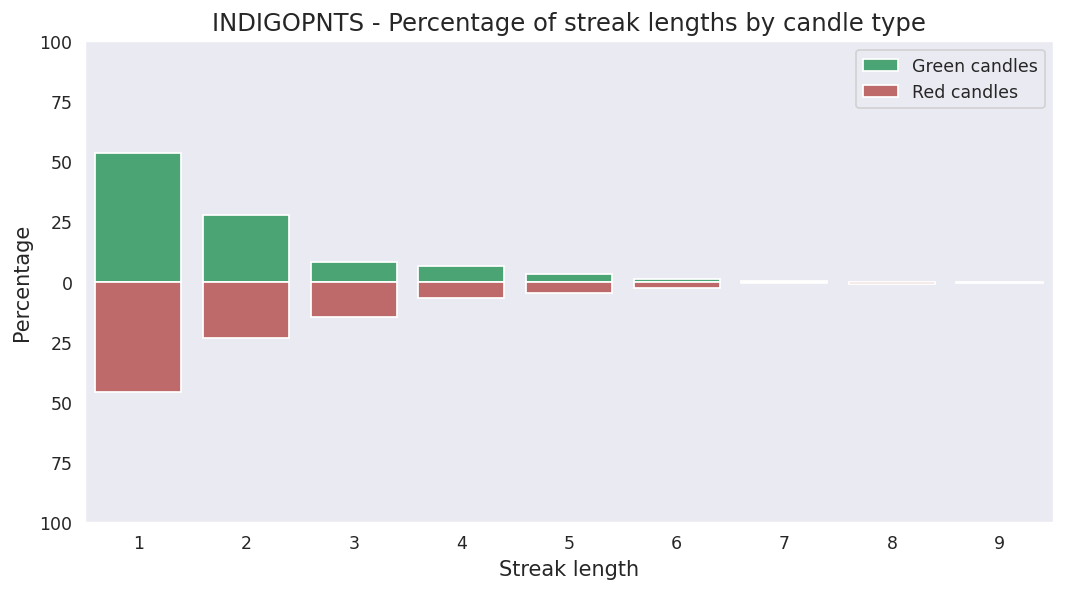 INDIGOPNTS - Percentage of streak lengths by candle type
Green candles
Red candles
Percentage
100
75
50
25
0
25
50
75
100
1 2 3 4 5 6 7 8 9
Streak length